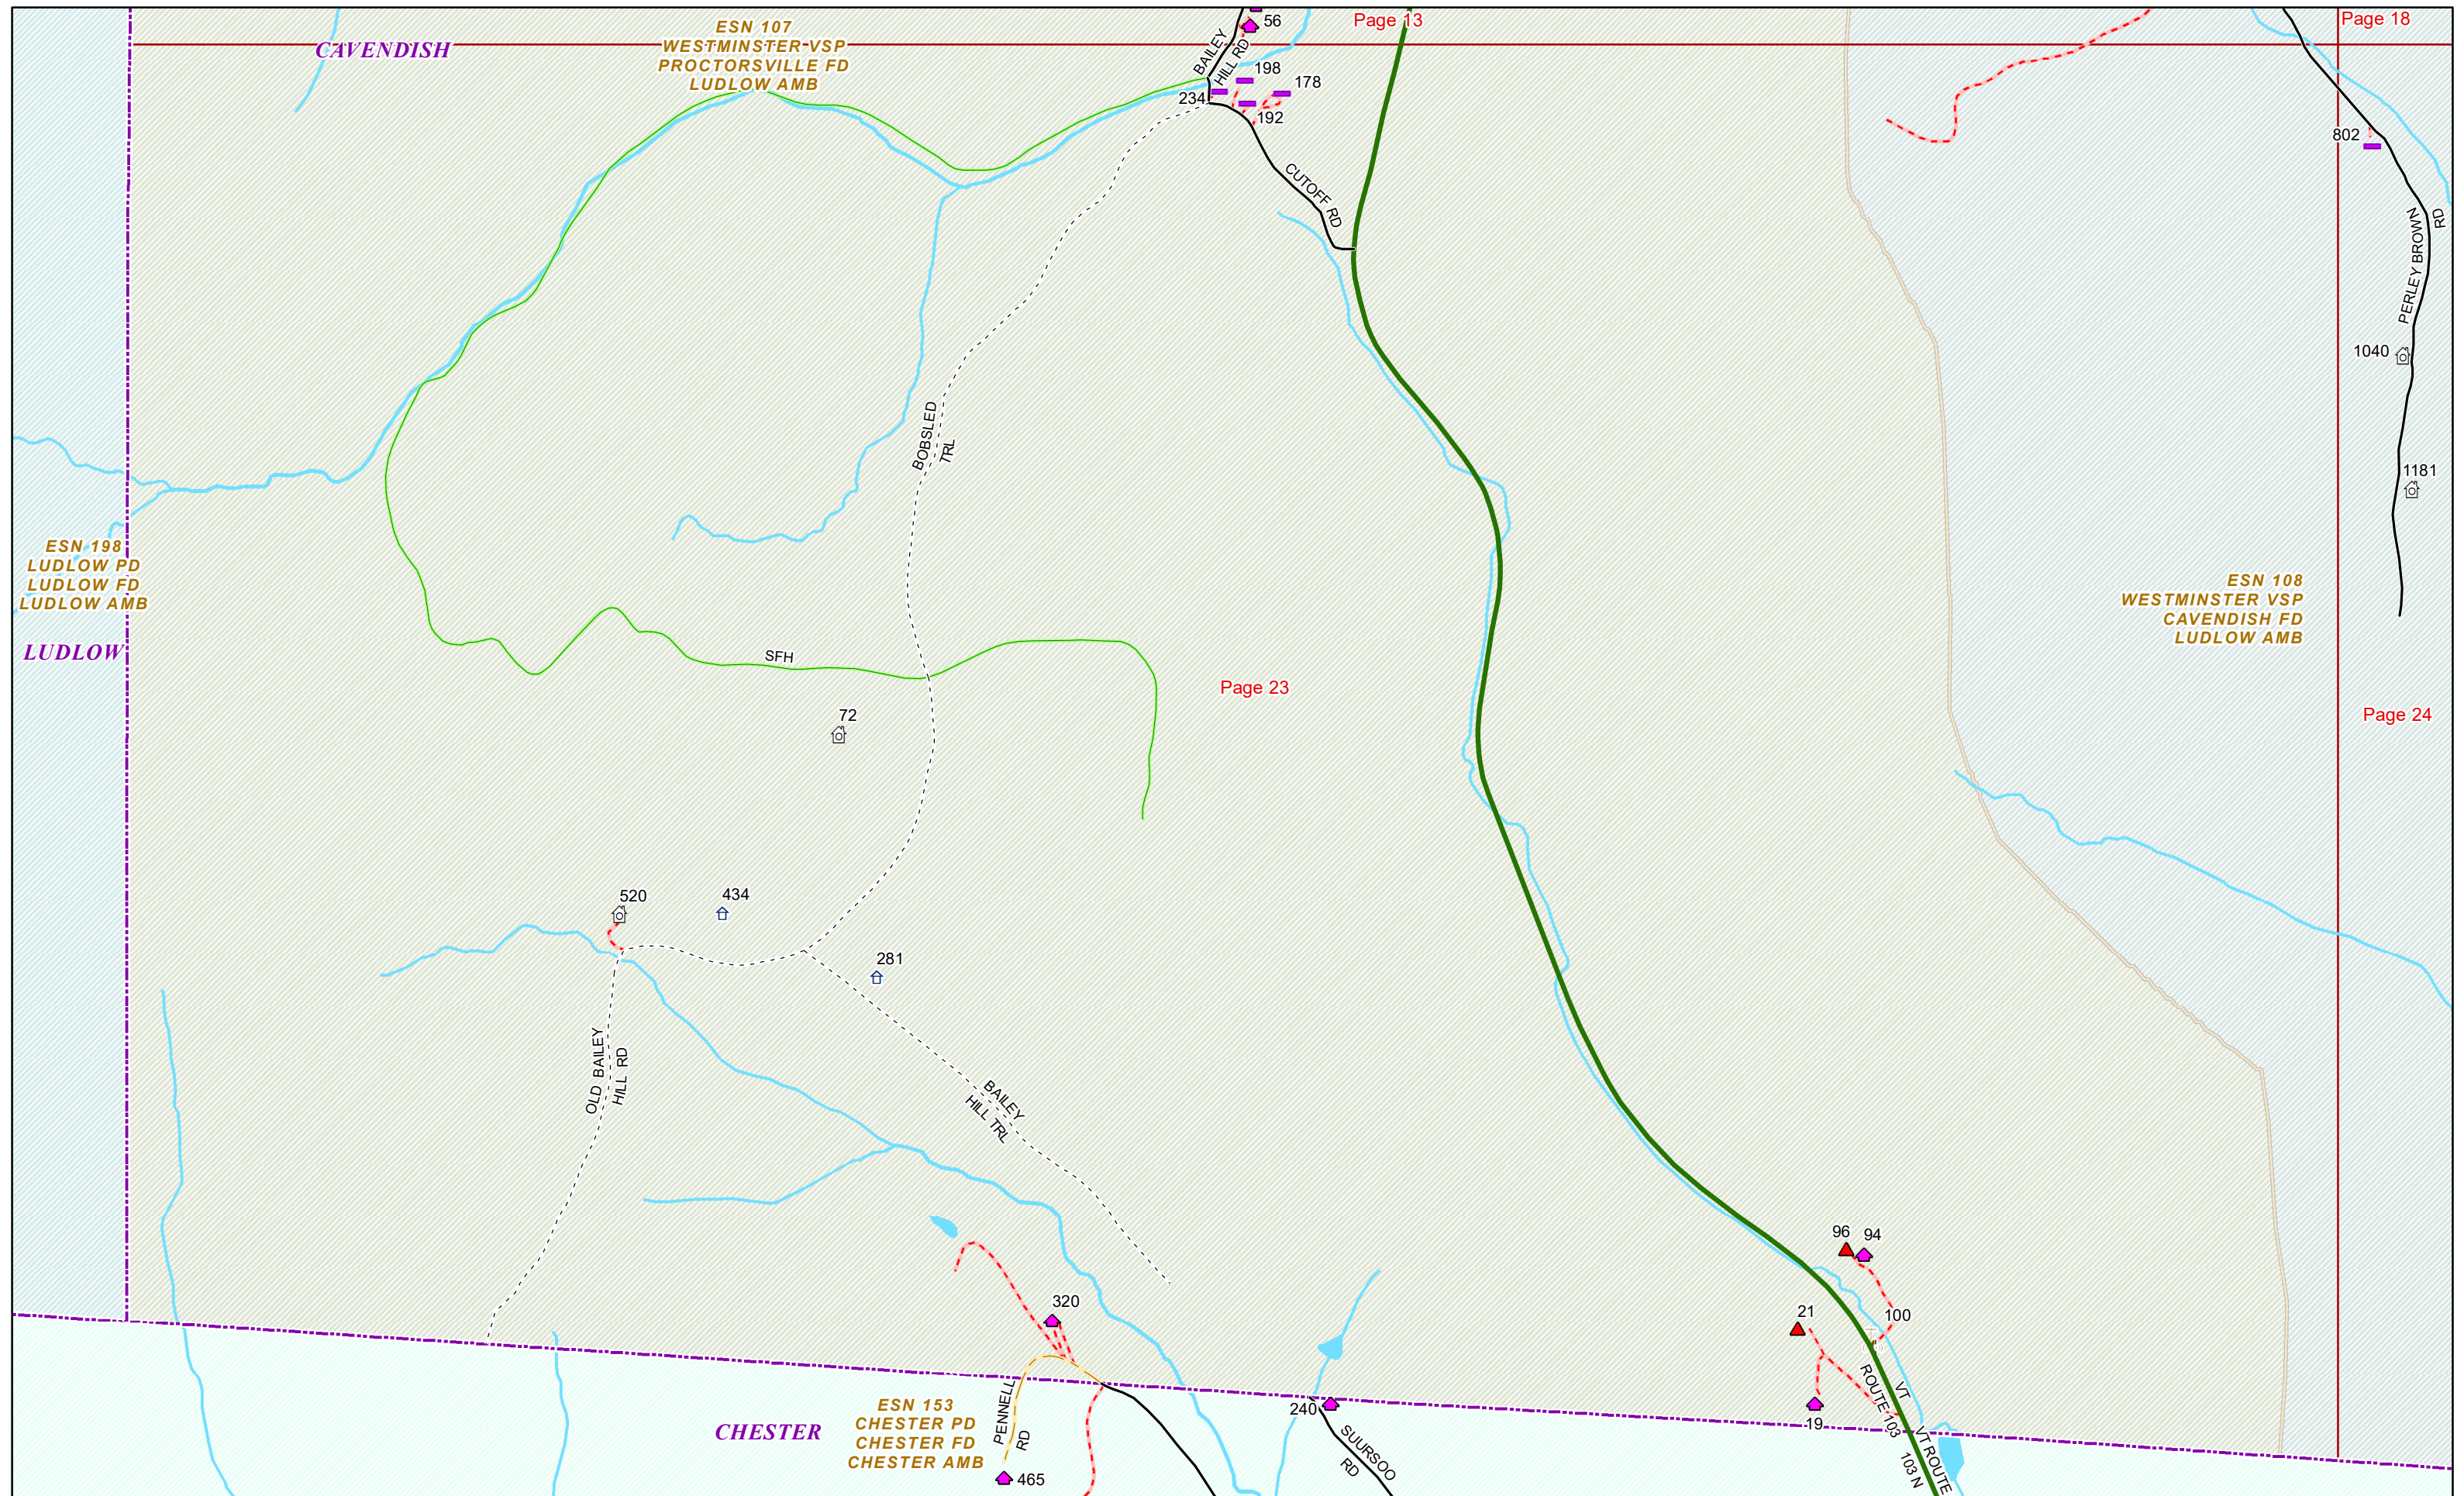 CAVENDISH
ESN 107
WESTMINSTER VSP
PROCTORSVILLE FD
LUDLOW AMB
BAILEY
HILL RD
56
Page 13
Page 18
198
178
234
192
CUTOFF RD
802
PERLEY BROWN
RD
1040
1181
BOBSLED
TRL
ESN 198
LUDLOW PD
LUDLOW FD
LUDLOW AMB
LUDLOW
ESN 108
WESTMINSTER VSP
CAVENDISH FD
LUDLOW AMB
SFH
Page 23
Page 24
72
520
434
281
OLD BAILEY
HILL RD
BAILEY
HILL TRL
96
94
320
21
100
VT
ROUTE 103
PENNELL
RD
ESN 153
CHESTER PD
CHESTER FD
CHESTER AMB
CHESTER
240
19
SUURSOO
RD
VT ROUTE
103 N
465